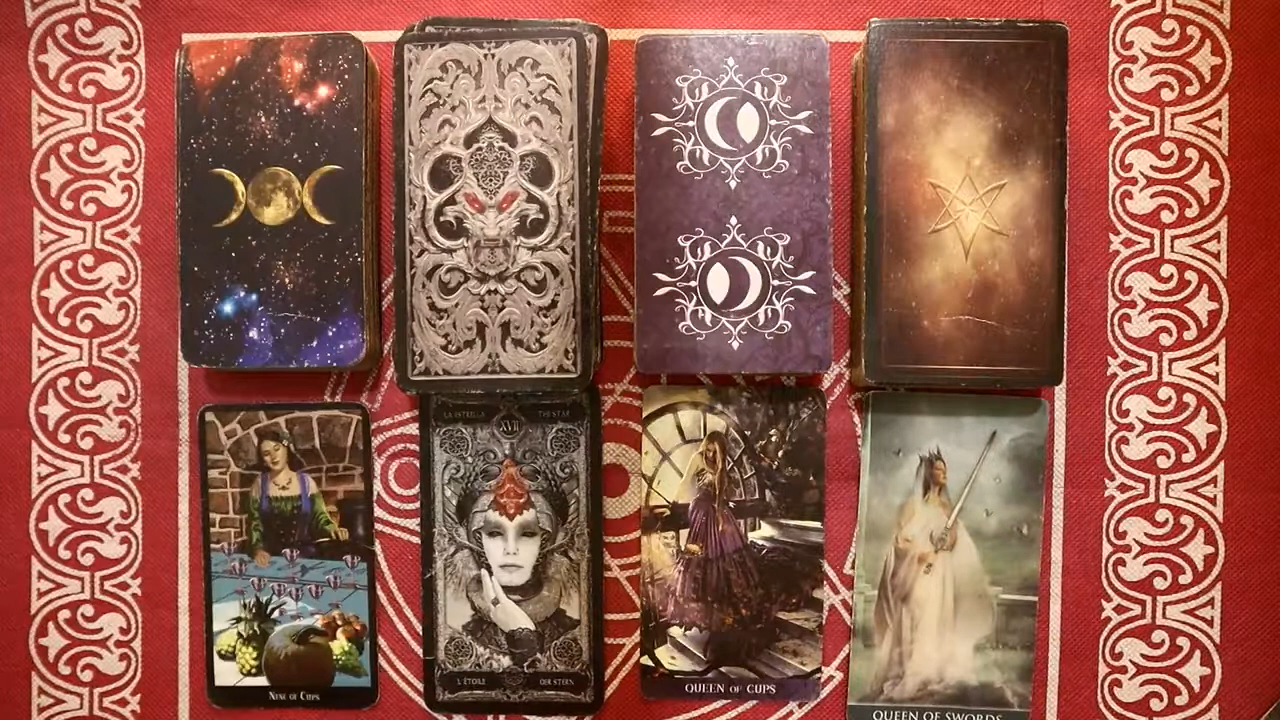 LA ESTRELLA THE STAR
XVII
L'ÉTOILE DER STERN
NINE OF CUPS
QUEEN OF CUPS
QUEEN OF SWORDS